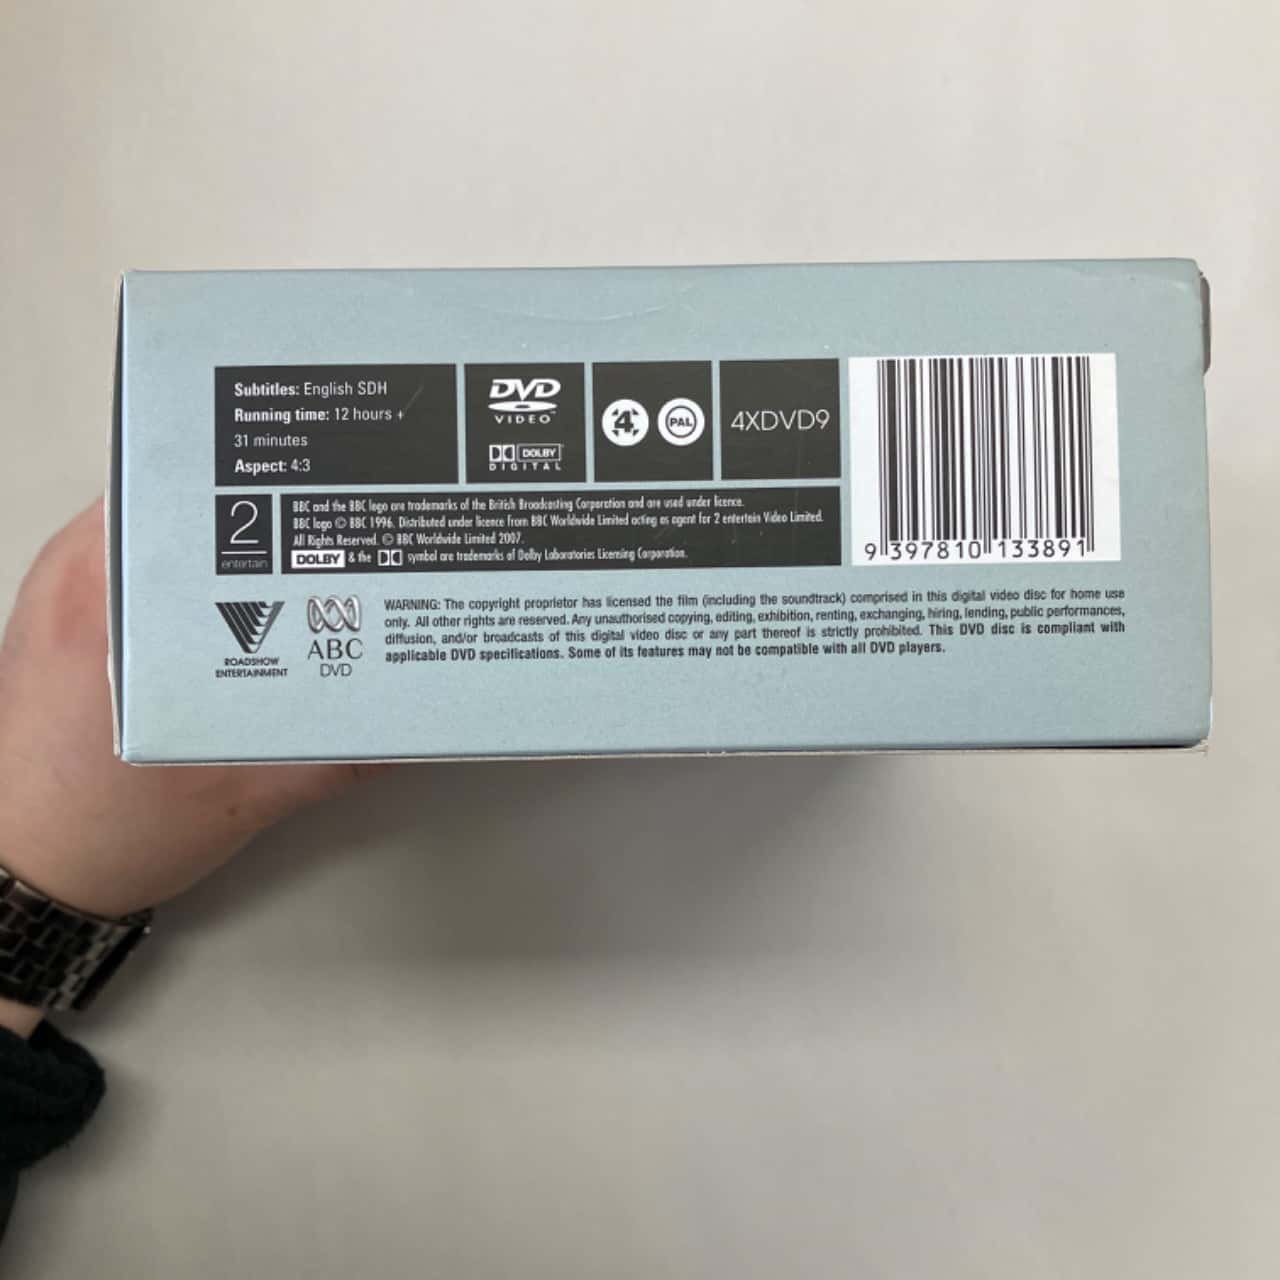 Subtitles: English SDH
Running time: 12 hours +
31 minutes
Aspect: 4:3
DVD
VIDEO™
DOLBY
DIGITAL
4
PAL
4XDVD9
2
entertain
BBC and the BBC logo are trademarks of the British Broadcasting Corporation and are used under licence.
BBC logo © BBC 1996. Distributed under licence from BBC Worldwide Limited acting as agent for 2 entertain Video Limited.
All Rights Reserved. © BBC Worldwide Limited 2007.
DOLBY & the symbol are trademarks of Dolby Laboratories Licensing Corporation.
9 397810 133891
ROADSHOW
ENTERTAINMENT
ABC
DVD
WARNING: The copyright proprietor has licensed the film (including the soundtrack) comprised in this digital video disc for home use
only. All other rights are reserved. Any unauthorised copying, editing, exhibition, renting, exchanging, hiring, lending, public performances,
diffusion, and/or broadcasts of this digital video disc or any part thereof is strictly prohibited. This DVD disc is compliant with
applicable DVD specifications. Some of its features may not be compatible with all DVD players.